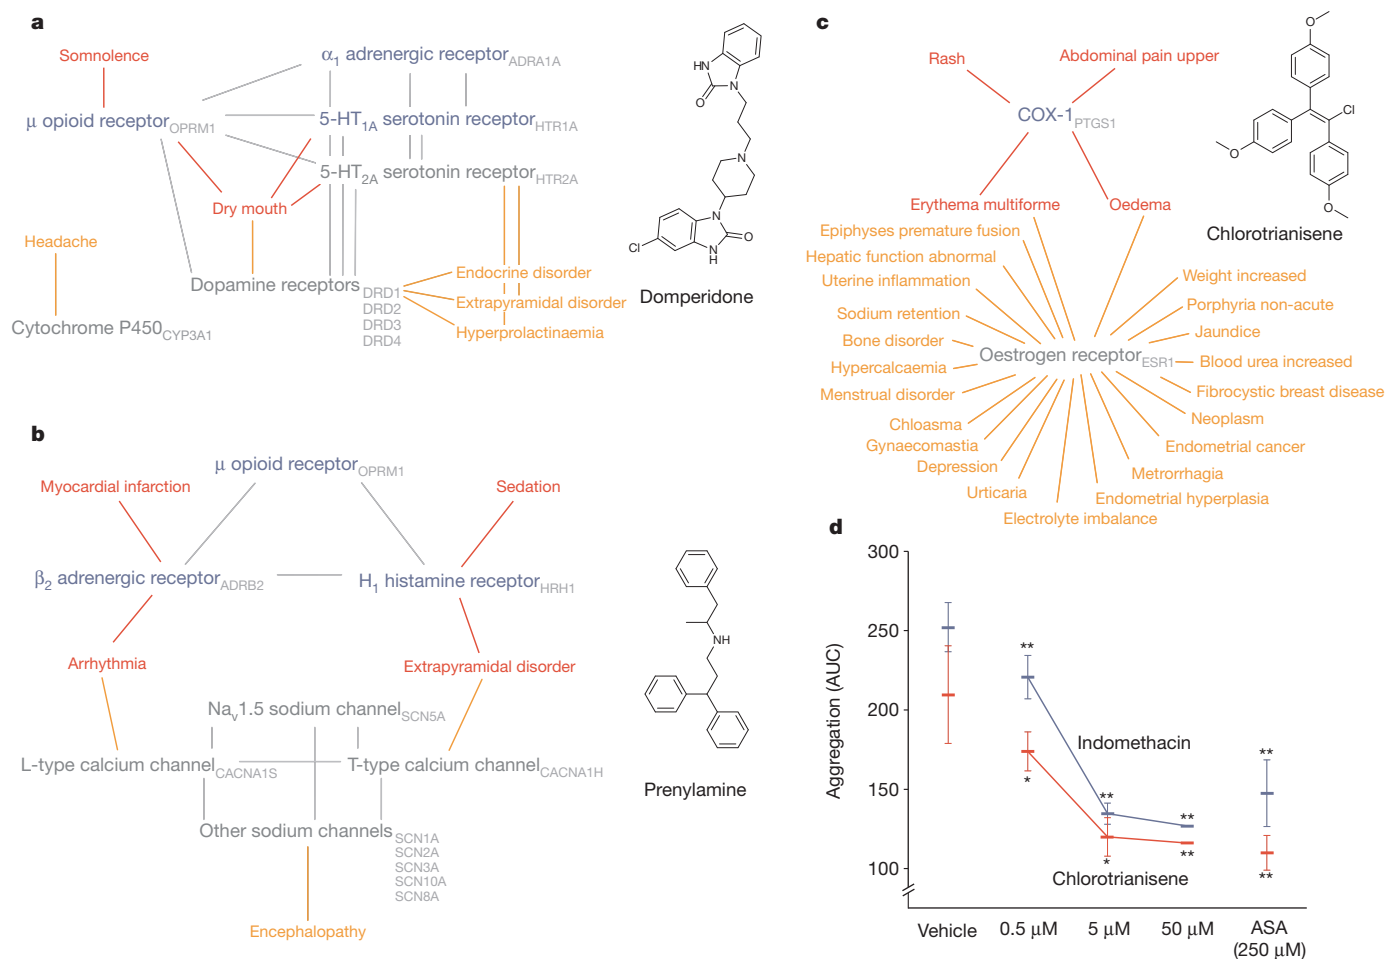 a
Somnolence
α1 adrenergic receptorADRA1A
μ opioid receptorOPRM1
5-HT1A serotonin receptorHTR1A
5-HT2A serotonin receptorHTR2A
Dry mouth
Headache
Dopamine receptors
DRD1
DRD2
DRD3
DRD4
Endocrine disorder
Extrapyramidal disorder
Hyperprolactinaemia
Cytochrome P450CYP3A1
HN
O
N
N
N
O
N
H
Cl
Domperidone
b
μ opioid receptorOPRM1
Myocardial infarction
Sedation
β2 adrenergic receptorADRB2
H1 histamine receptorHRH1
Arrhythmia
Extrapyramidal disorder
Nav1.5 sodium channelSCN5A
L-type calcium channelCACNA1S
T-type calcium channelCACNA1H
Other sodium channels
SCN1A
SCN2A
SCN3A
SCN10A
SCN8A
Encephalopathy
NH
Prenylamine
c
Rash
Abdominal pain upper
COX-1PTGS1
Erythema multiforme
Oedema
Epiphyses premature fusion
Hepatic function abnormal
Uterine inflammation
Sodium retention
Bone disorder
Hypercalcaemia
Menstrual disorder
Chloasma
Gynaecomastia
Depression
Urticaria
Electrolyte imbalance
Oestrogen receptorESR1
Weight increased
Porphyria non-acute
Jaundice
Blood urea increased
Fibrocystic breast disease
Neoplasm
Endometrial cancer
Metrorrhagia
Endometrial hyperplasia
O
Cl
O
O
Chlorotrianisene
d
Aggregation (AUC)
300
250
200
150
100
**
*
**
*
**
**
**
**
Indomethacin
Chlorotrianisene
Vehicle
0.5 μM
5 μM
50 μM
ASA
(250 μM)